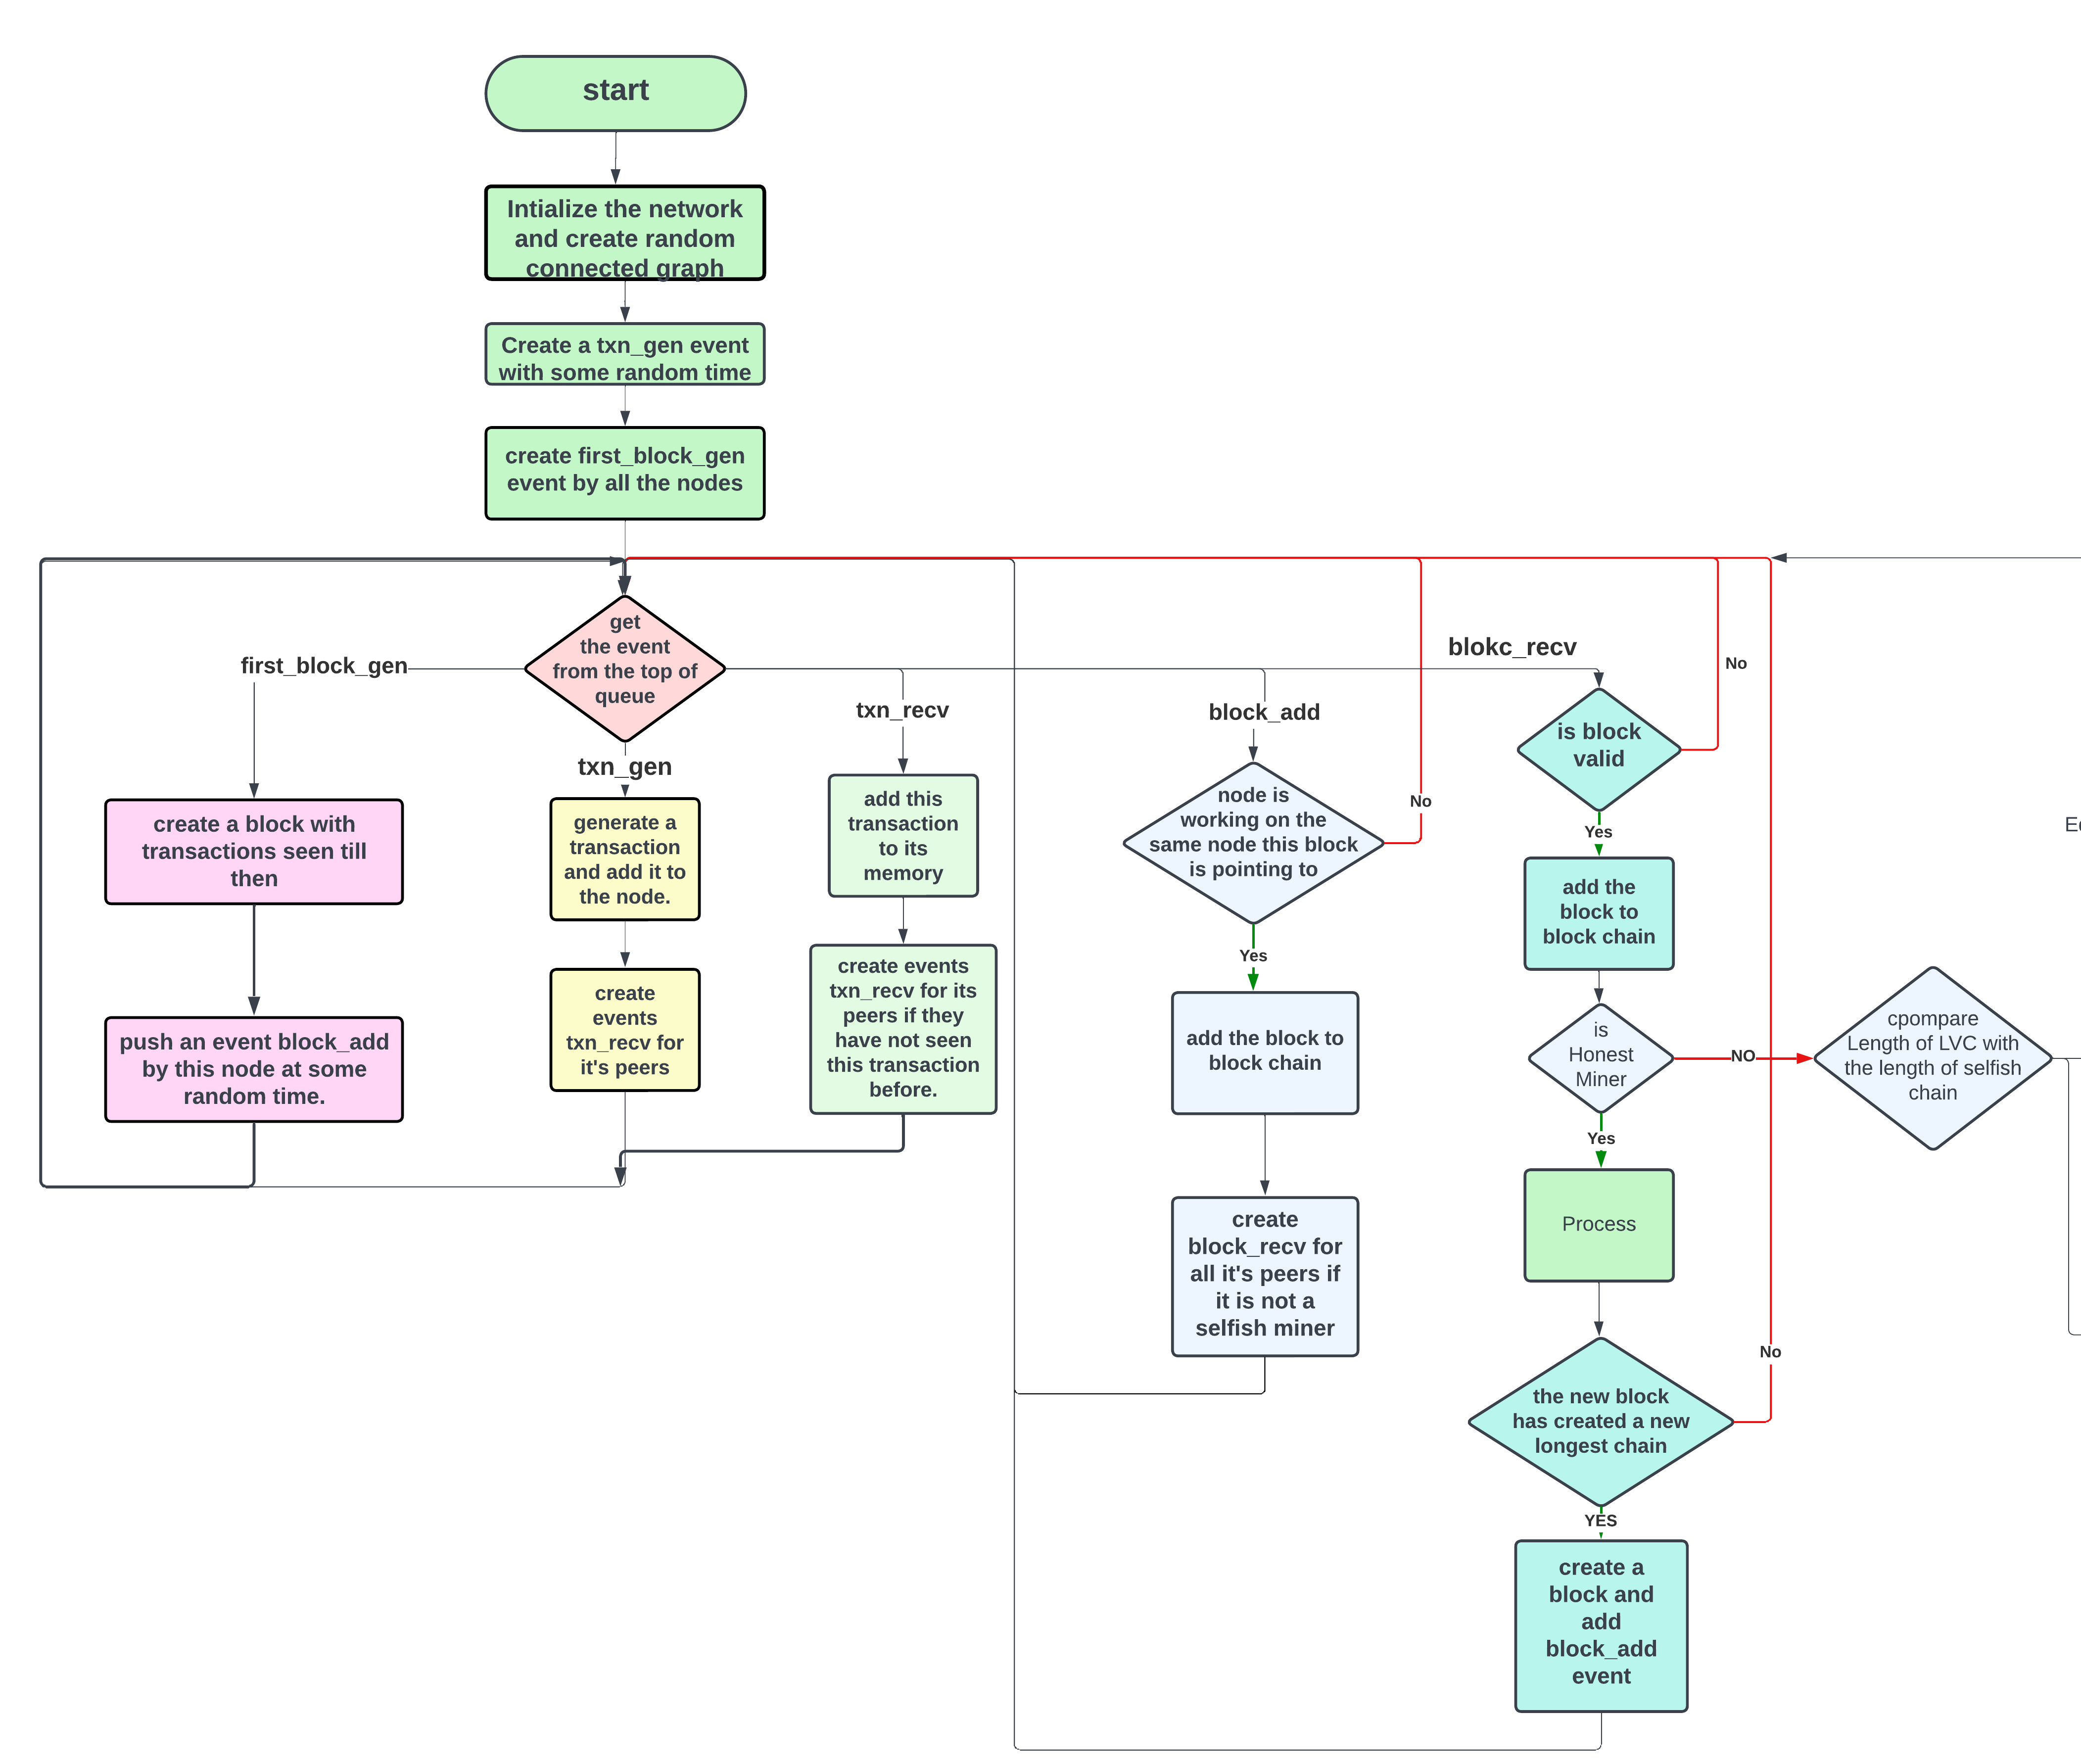 start
Intialize the network
and create random
connected graph
Create a txn_gen event
with some random time
create first_block_gen
event by all the nodes
get
the event
from the top of
queue
first_block_gen
create a block with
transactions seen till
then
push an event block_add
by this node at some
random time.
txn_gen
generate a
transaction
and add it to
the node.
create
events
txn_recv for
it's peers
txn_recv
add this
transaction
to its
memory
create events
txn_recv for its
peers if they
have not seen
this transaction
before.
block_add
node is
working on the
same node this block
is pointing to
No
Yes
add the block to
block chain
create
block_recv for
all it's peers if
it is not a
selfish miner
blokc_recv
is block
valid
No
Yes
add the
block to
block chain
is
Honest
Miner
NO
Yes
Process
the new block
has created a new
longest chain
No
YES
create a
block and
add
block_add
event
cpompare
Length of LVC with
the length of selfish
chain